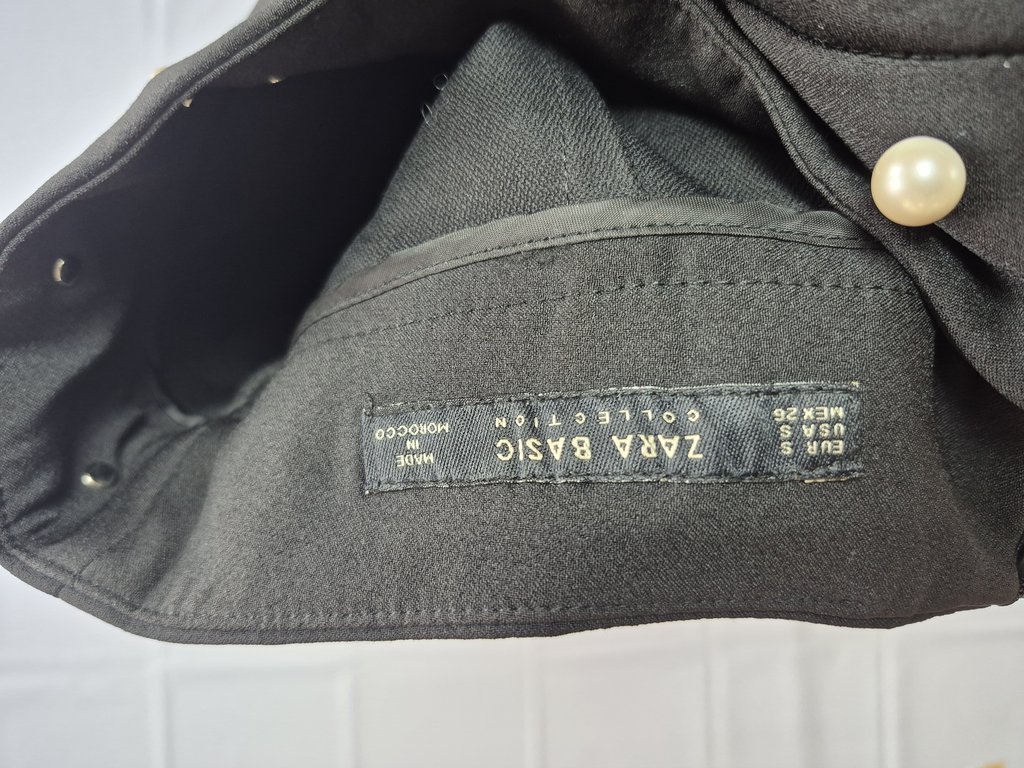 EUR S
USA S
MEX 26
ZARA BASIC
COLLECTION
MADE
IN
MOROCCO